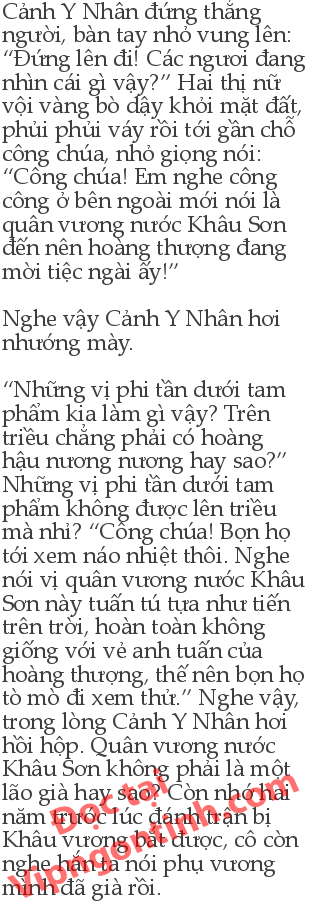 Cảnh Y Nhân đứng thẳng
người, bàn tay nhỏ vung lên:
“Đứng lên đi! Các ngươi đang
nhìn cái gì vậy?” Hai thị nữ
vội vàng bò dậy khỏi mặt đất,
phủi phủi váy rồi tới gần chỗ
công chúa, nhỏ giọng nói:
“Công chúa! Em nghe công
công ở bên ngoài mới nói là
quân vương nước Khâu Sơn
đến nên hoàng thượng đang
mời tiệc ngài ấy!”
Nghe vậy Cảnh Y Nhân hơi
nhướng mày.
“Những vị phi tần dưới tam
phẩm kia làm gì vậy? Trên
triều chẳng phải có hoàng
hậu nương nương hay sao?”
Những vị phi tần dưới tam
phẩm không được lên triều
mà nhỉ? “Công chúa! Bọn họ
tới xem náo nhiệt thôi. Nghe
nói vị quân vương nước Khâu
Sơn này tuấn tú tựa như tiến
trên trời, hoàn toàn không
giống với vẻ anh tuấn của
hoàng thượng, thế nên bọn họ
tò mò đi xem thử.” Nghe vậy,
trong lòng Cảnh Y Nhân hơi
hồi hộp. Quân vương nước
Khâu Sơn không phải là một
lão già hay sao? Còn nhớ hai
năm trước lúc đánh trận bị
Khâu vương bắt được, cô còn
nghe hắn ta nói phụ vương
mình đã già rồi.
Đọc tại
Vipngontinh.com